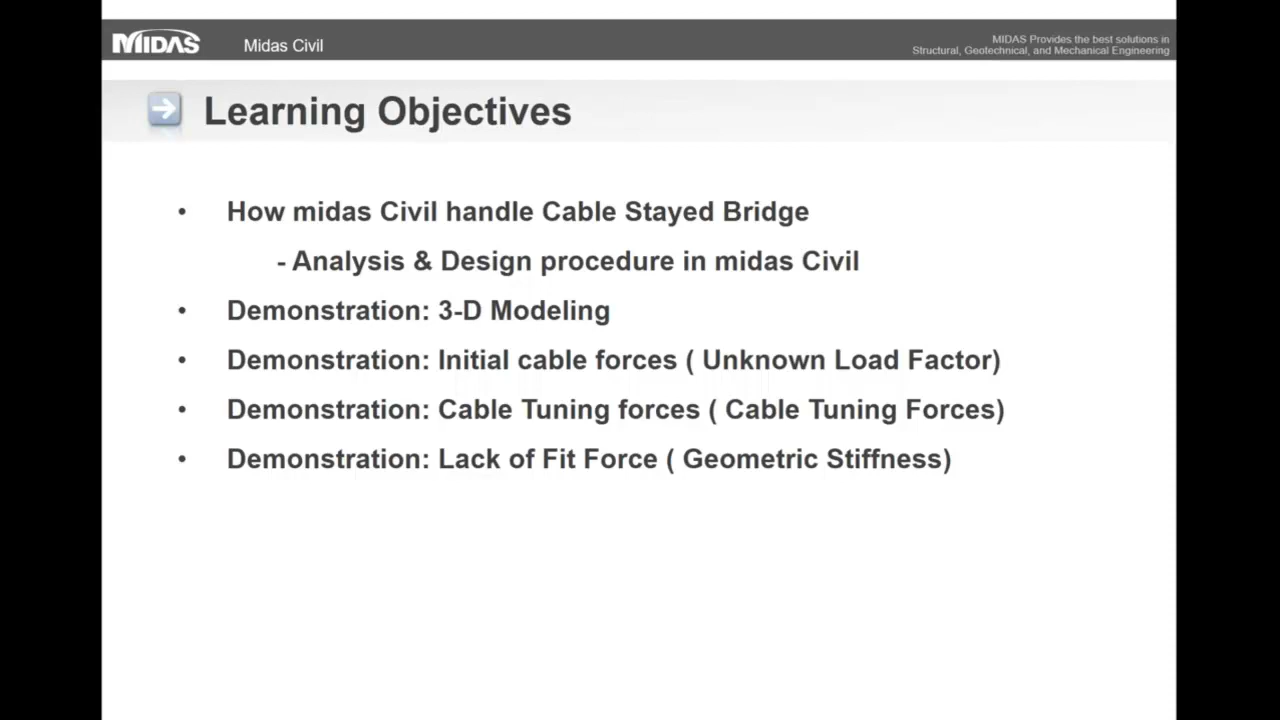 MIDAS
Midas Civil
MIDAS Provides the best solutions in
Structural, Geotechnical, and Mechanical Engineering
Learning Objectives
• How midas Civil handle Cable Stayed Bridge
- Analysis & Design procedure in midas Civil
• Demonstration: 3-D Modeling
• Demonstration: Initial cable forces ( Unknown Load Factor)
• Demonstration: Cable Tuning forces ( Cable Tuning Forces)
• Demonstration: Lack of Fit Force ( Geometric Stiffness)